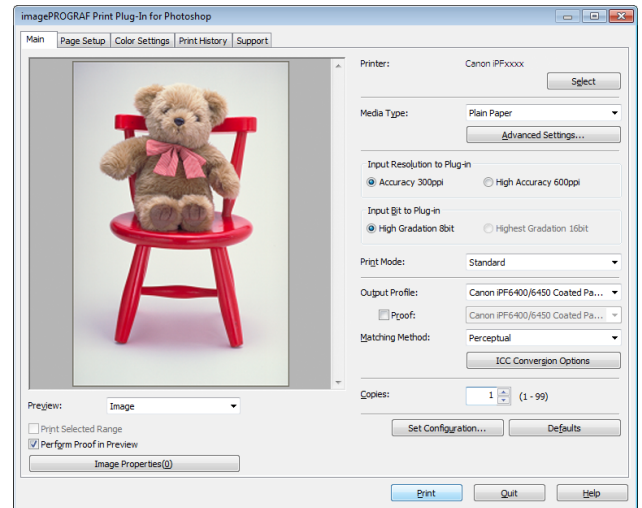 imagePROGRAF Print Plug-In for Photoshop
Main Page Setup Color Settings Print History Support
Printer: Canon iPFxxxx
Select
Media Type: Plain Paper
Advanced Settings...
Input Resolution to Plug-in
Accuracy 300ppi High Accuracy 600ppi
Input Bit to Plug-in
High Gradation 8bit Highest Gradation 16bit
Print Mode: Standard
Output Profile: Canon iPF6400/6450 Coated Pa...
Proof: Canon iPF6400/6450 Coated Pa...
Matching Method: Perceptual
ICC Conversion Options
Copies: 1 (1 - 99)
Preview: Image
Print Selected Range
Set Configuration... Defaults
Perform Proof in Preview
Image Properties(0)
Print Quit Help